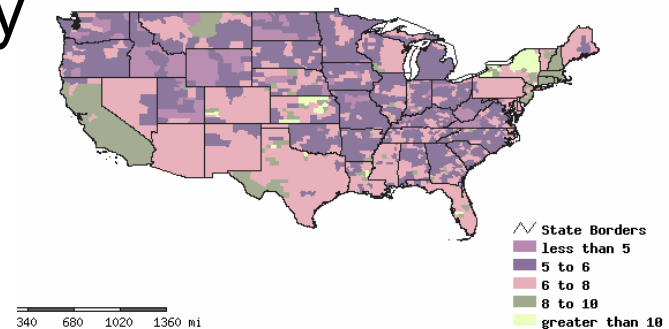 y
State Borders
less than 5
5 to 6
6 to 8
8 to 10
greater than 10
340 680 1020 1360 mi